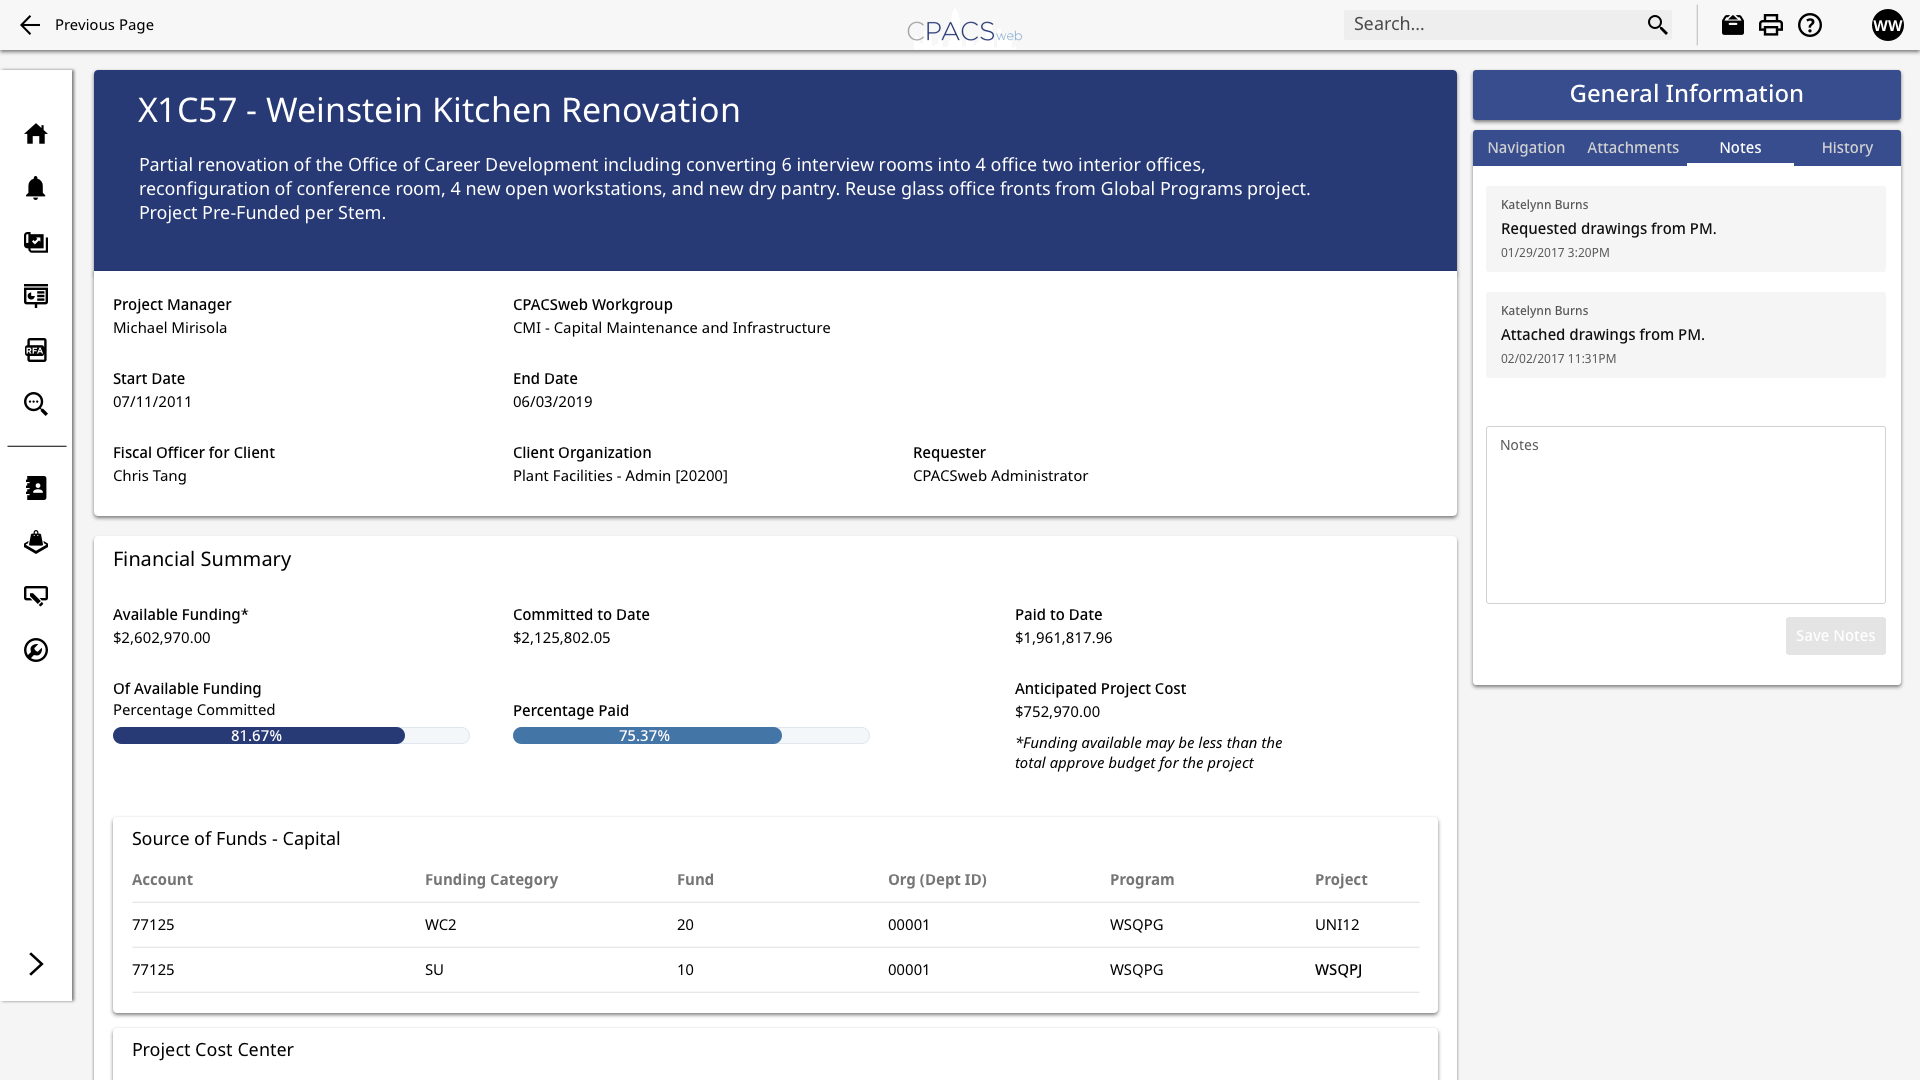 Previous Page
CPACSweb
Search...
WW
X1C57 - Weinstein Kitchen Renovation
Partial renovation of the Office of Career Development including converting 6 interview rooms into 4 office two interior offices,
reconfiguration of conference room, 4 new open workstations, and new dry pantry. Reuse glass office fronts from Global Programs project.
Project Pre-Funded per Stem.
Project Manager
Michael Mirisola
CPACSweb Workgroup
CMI - Capital Maintenance and Infrastructure
Start Date
07/11/2011
End Date
06/03/2019
Fiscal Officer for Client
Chris Tang
Client Organization
Plant Facilities - Admin [20200]
Requester
CPACSweb Administrator
Financial Summary
Available Funding*
$2,602,970.00
Committed to Date
$2,125,802.05
Paid to Date
$1,961,817.96
Of Available Funding
Percentage Committed
81.67%
Percentage Paid
75.37%
Anticipated Project Cost
$752,970.00
*Funding available may be less than the
total approve budget for the project
Source of Funds - Capital
Account Funding Category Fund Org (Dept ID) Program Project
77125 WC2 20 00001 WSQPG UNI12
77125 SU 10 00001 WSQPG WSQPJ
Project Cost Center
General Information
Navigation Attachments Notes History
Katelynn Burns
Requested drawings from PM.
01/29/2017 3:20PM
Katelynn Burns
Attached drawings from PM.
02/02/2017 11:31PM
Notes
Save Notes
RFA